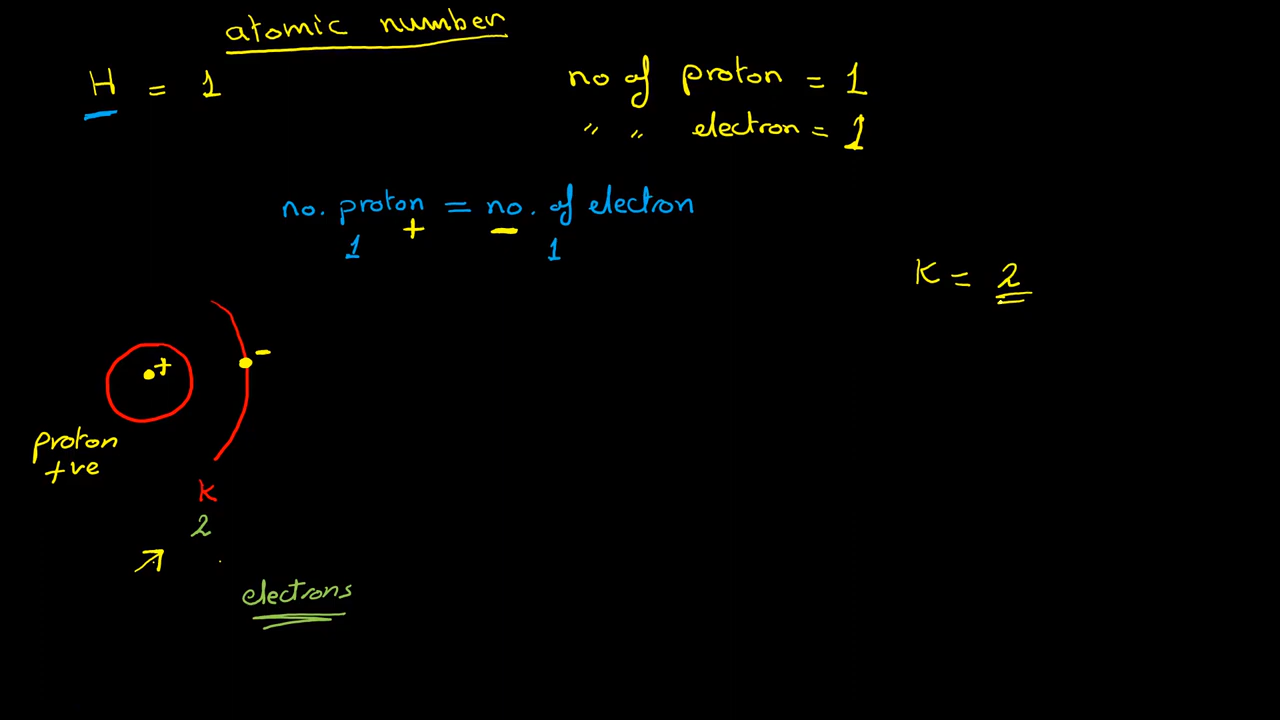 atomic number
H = 1
no of proton = 1
" " electron = 1
no. proton = no. of electron
+ −
1 1
K = 2
+ −
proton
+ve
K
2
electrons